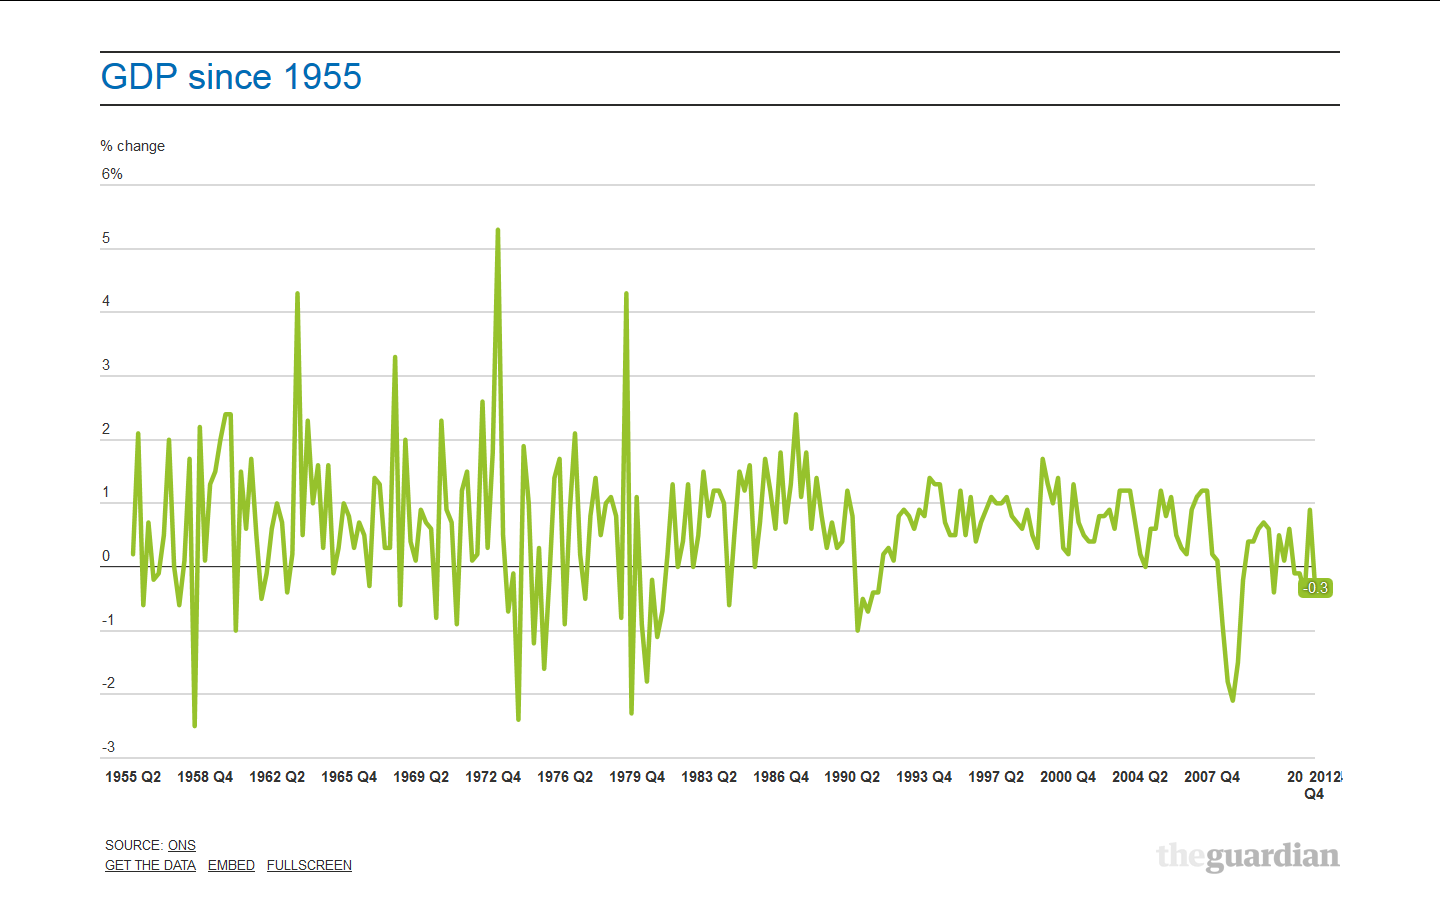 GDP since 1955
% change
6%
5
4
3
2
1
0
-1
-2
-3
-0.3
1955 Q2 1958 Q4 1962 Q2 1965 Q4 1969 Q2 1972 Q4 1976 Q2 1979 Q4 1983 Q2 1986 Q4 1990 Q2 1993 Q4 1997 Q2 2000 Q4 2004 Q2 2007 Q4 20 2012
Q4
SOURCE: ONS
GET THE DATA EMBED FULLSCREEN
theguardian